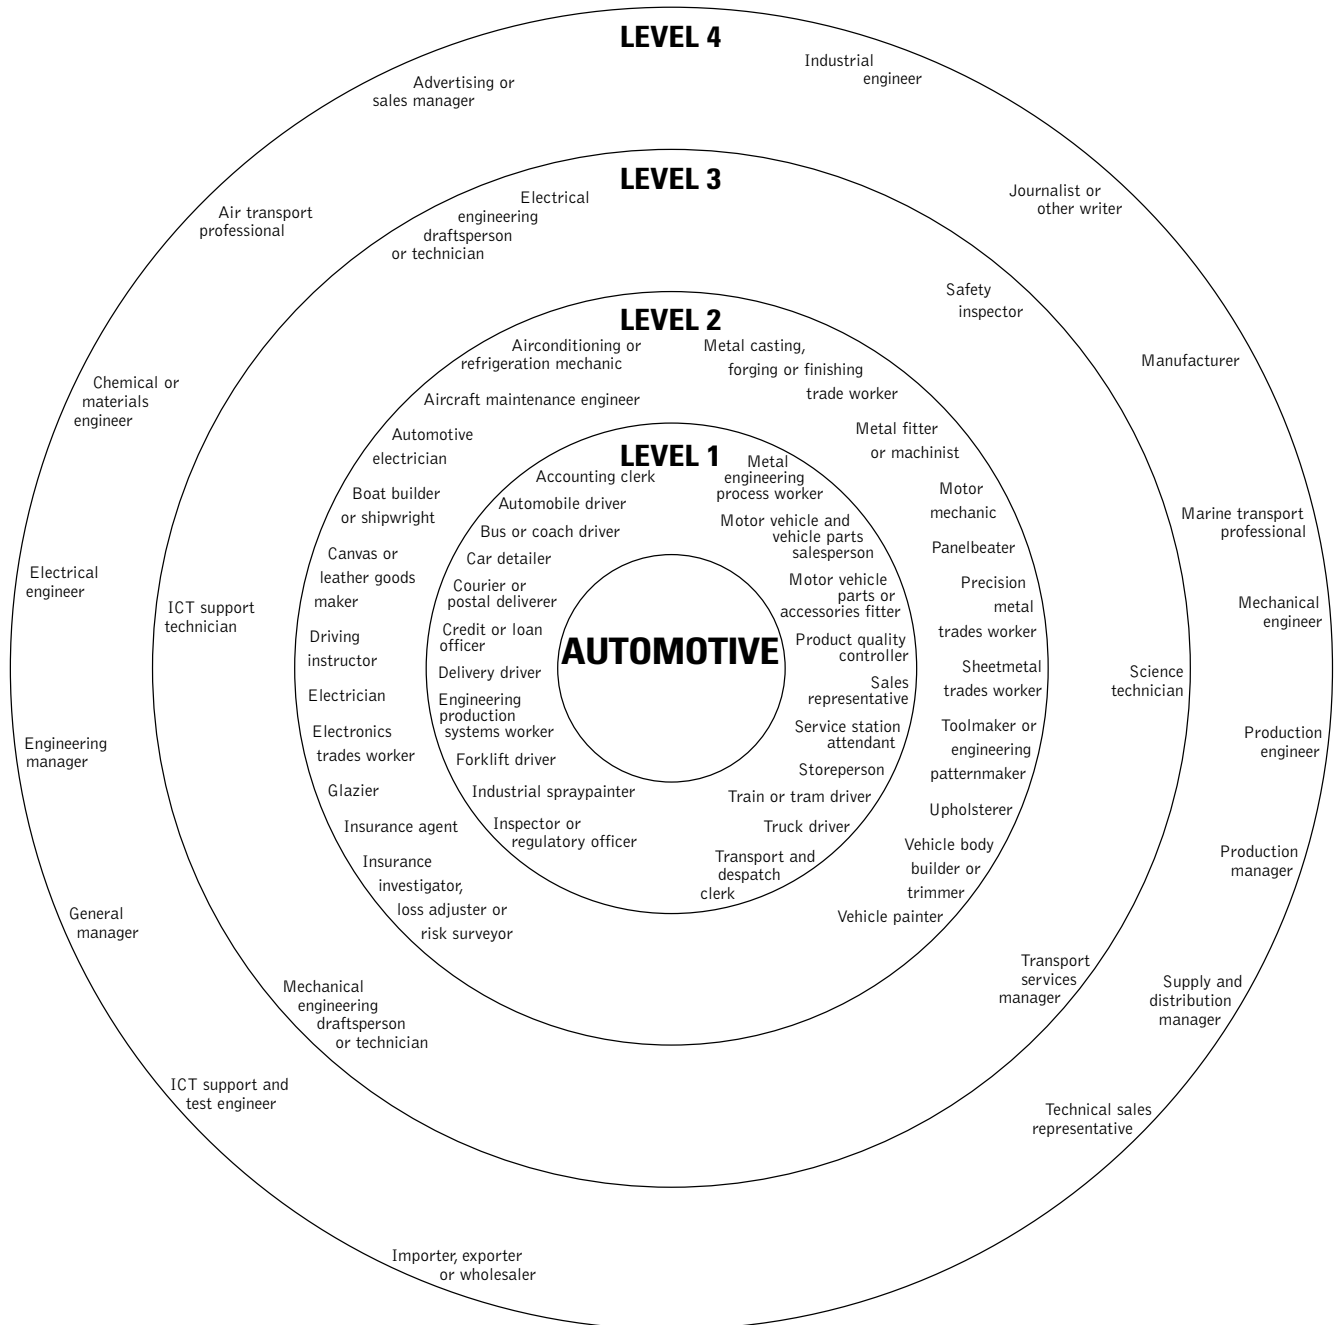 LEVEL 4
Advertising or
sales manager
Air transport
professional
Chemical or
materials
engineer
Electrical
engineer
Engineering
manager
General
manager
ICT support and
test engineer
Importer, exporter
or wholesaler
Industrial
engineer
Journalist or
other writer
Manufacturer
Marine transport
professional
Mechanical
engineer
Production
engineer
Production
manager
Supply and
distribution
manager
Technical sales
representative
LEVEL 3
Electrical
engineering
draftsperson
or technician
ICT support
technician
Mechanical
engineering
draftsperson
or technician
Safety
inspector
Science
technician
Transport
services
manager
LEVEL 2
Airconditioning or
refrigeration mechanic
Aircraft maintenance engineer
Automotive
electrician
Boat builder
or shipwright
Canvas or
leather goods
maker
Driving
instructor
Electrician
Electronics
trades worker
Glazier
Insurance agent
Insurance
investigator,
loss adjuster or
risk surveyor
Metal casting,
forging or finishing
trade worker
Metal fitter
or machinist
Motor
mechanic
Panelbeater
Precision
metal
trades worker
Sheetmetal
trades worker
Toolmaker or
engineering
patternmaker
Upholsterer
Vehicle body
builder or
trimmer
Vehicle painter
LEVEL 1
Accounting clerk
Automobile driver
Bus or coach driver
Car detailer
Courier or
postal deliverer
Credit or loan
officer
Delivery driver
Engineering
production
systems worker
Forklift driver
Industrial spraypainter
Inspector or
regulatory officer
Metal
engineering
process worker
Motor vehicle and
vehicle parts
salesperson
Motor vehicle
parts or
accessories fitter
Product quality
controller
Sales
representative
Service station
attendant
Storeperson
Train or tram driver
Truck driver
Transport and
despatch
clerk
AUTOMOTIVE